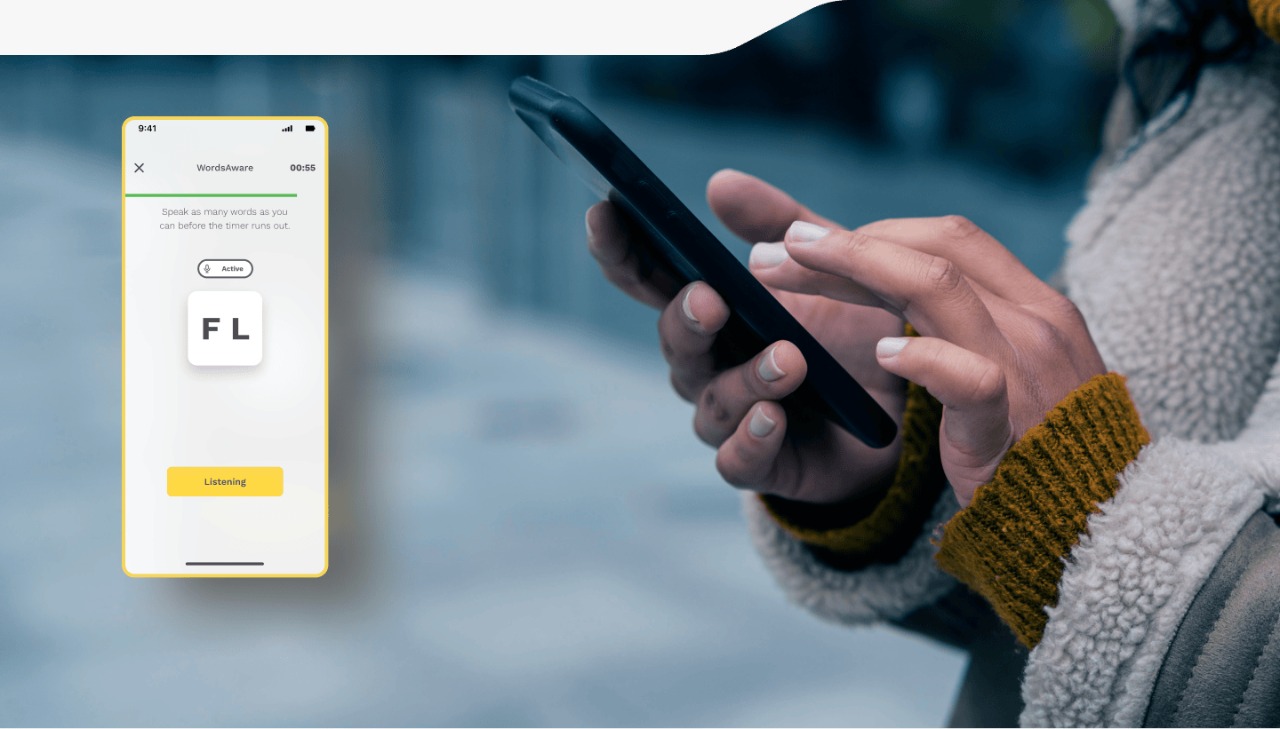 9:41
WordsAware 00:55
Speak as many words as you
can before the timer runs out.
Active
F L
Listening